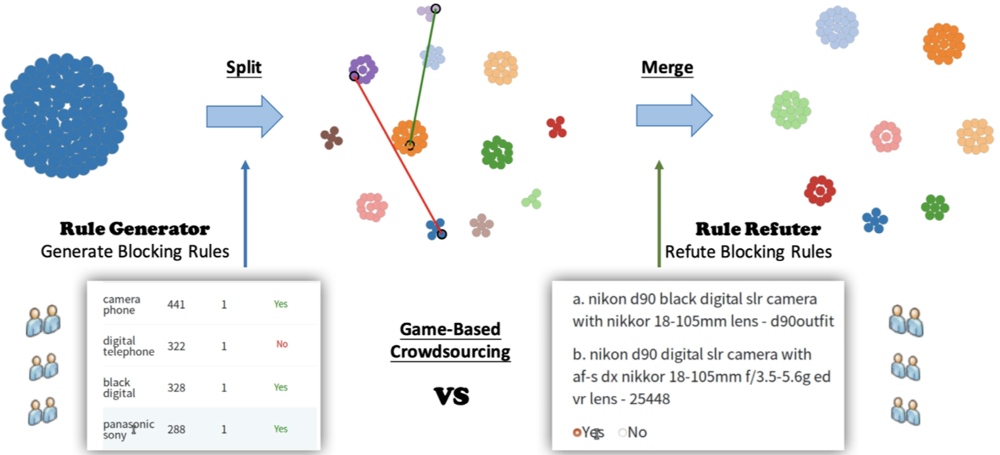 Split
Merge
Rule Generator
Generate Blocking Rules
Rule Refuter
Refute Blocking Rules
camera
phone
441 1 Yes
digital
telephone
322 1 No
black
digital
328 1 Yes
panasonic
sony
288 1 Yes
Game-Based
Crowdsourcing
VS
a. nikon d90 black digital slr camera
with nikkor 18-105mm lens - d90outfit
b. nikon d90 digital slr camera with
af-s dx nikkor 18-105mm f/3.5-5.6g ed
vr lens - 25448
Yes No